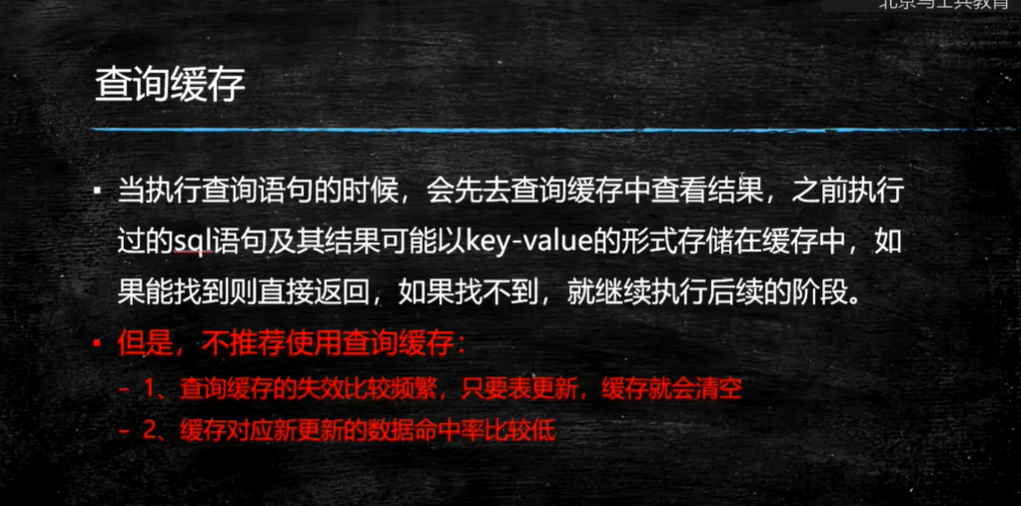 北京马士兵教育
查询缓存
▪ 当执行查询语句的时候，会先去查询缓存中查看结果，之前执行
过的sql语句及其结果可能以key-value的形式存储在缓存中，如
果能找到则直接返回，如果找不到，就继续执行后续的阶段。
▪ 但是，不推荐使用查询缓存：
– 1、查询缓存的失效比较频繁，只要表更新，缓存就会清空
– 2、缓存对应新更新的数据命中率比较低